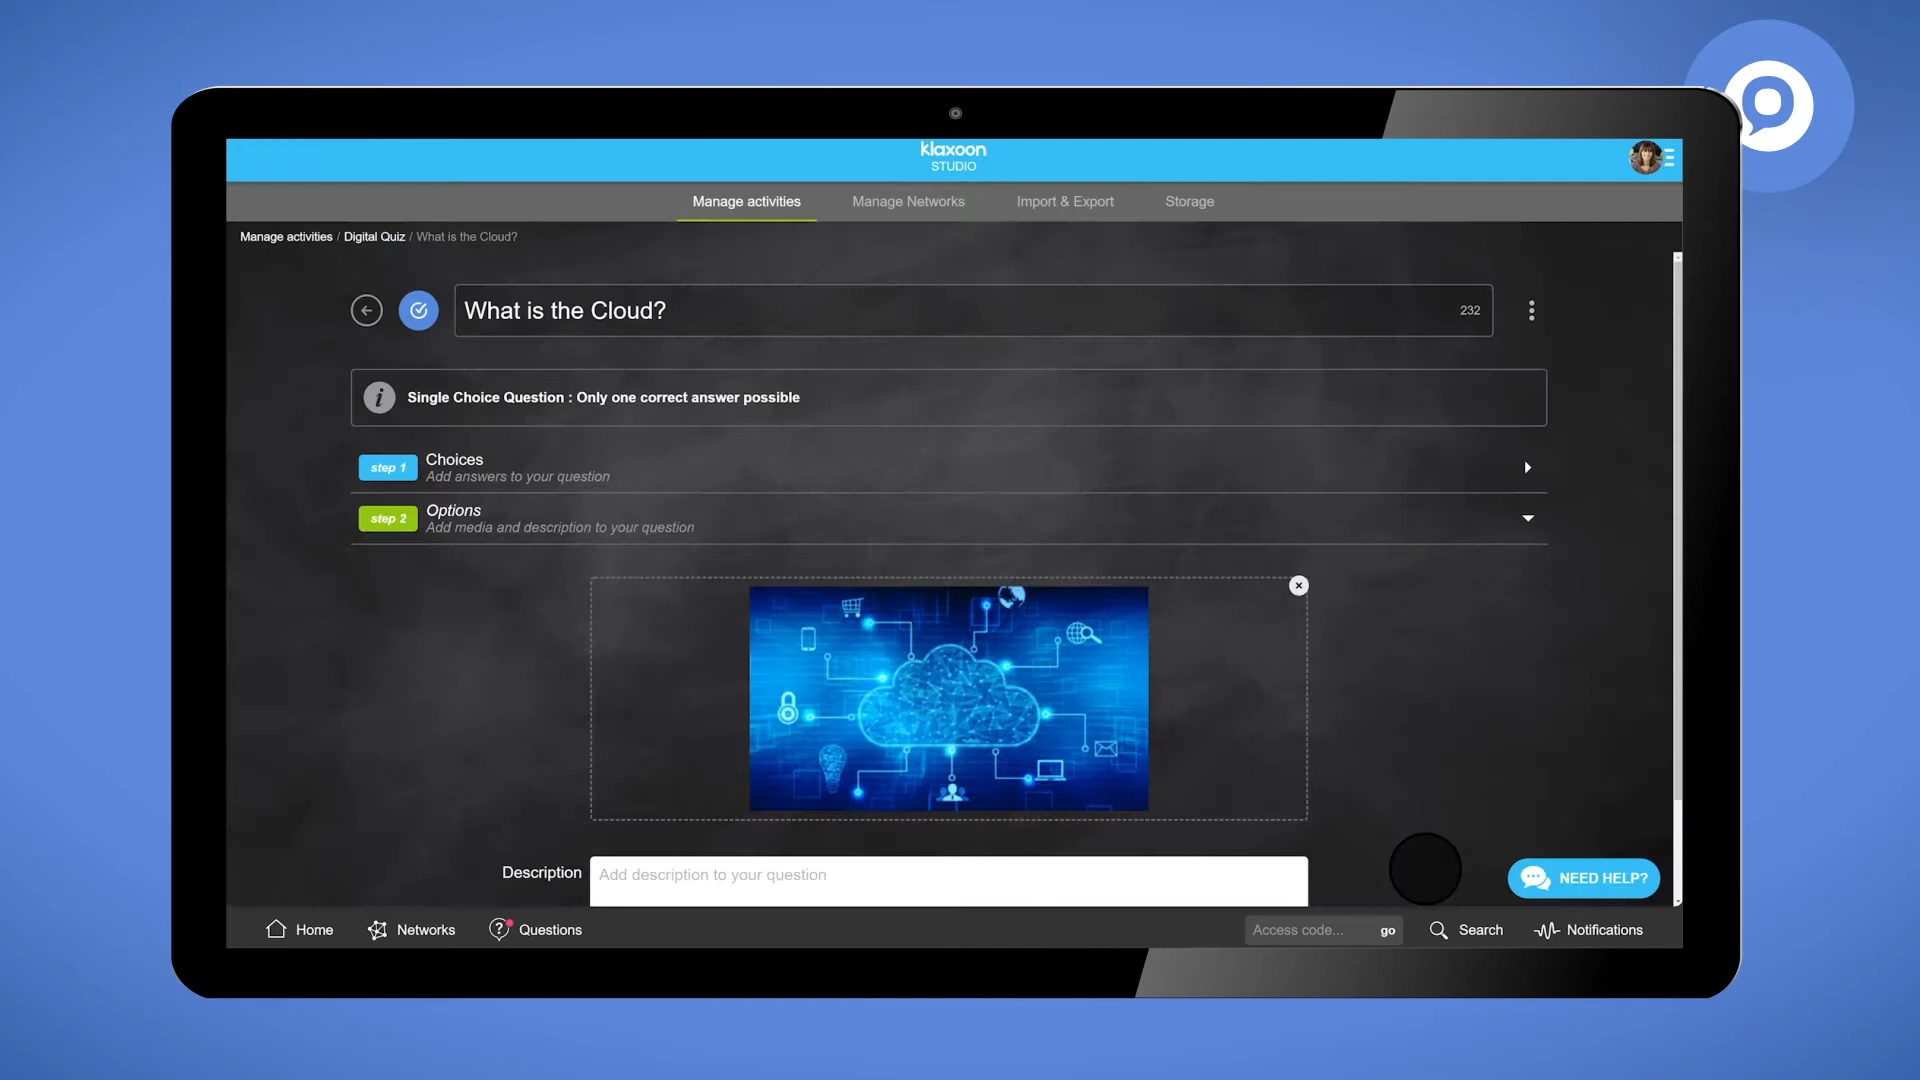 klaxoon
STUDIO
Manage activities
Manage Networks
Import & Export
Storage
Manage activities / Digital Quiz / What is the Cloud?
What is the Cloud?
232
i
Single Choice Question : Only one correct answer possible
step 1
Choices
Add answers to your question
step 2
Options
Add media and description to your question
Description
Add description to your question
NEED HELP?
Home
Networks
? Questions
Access code...
go
Search
Notifications